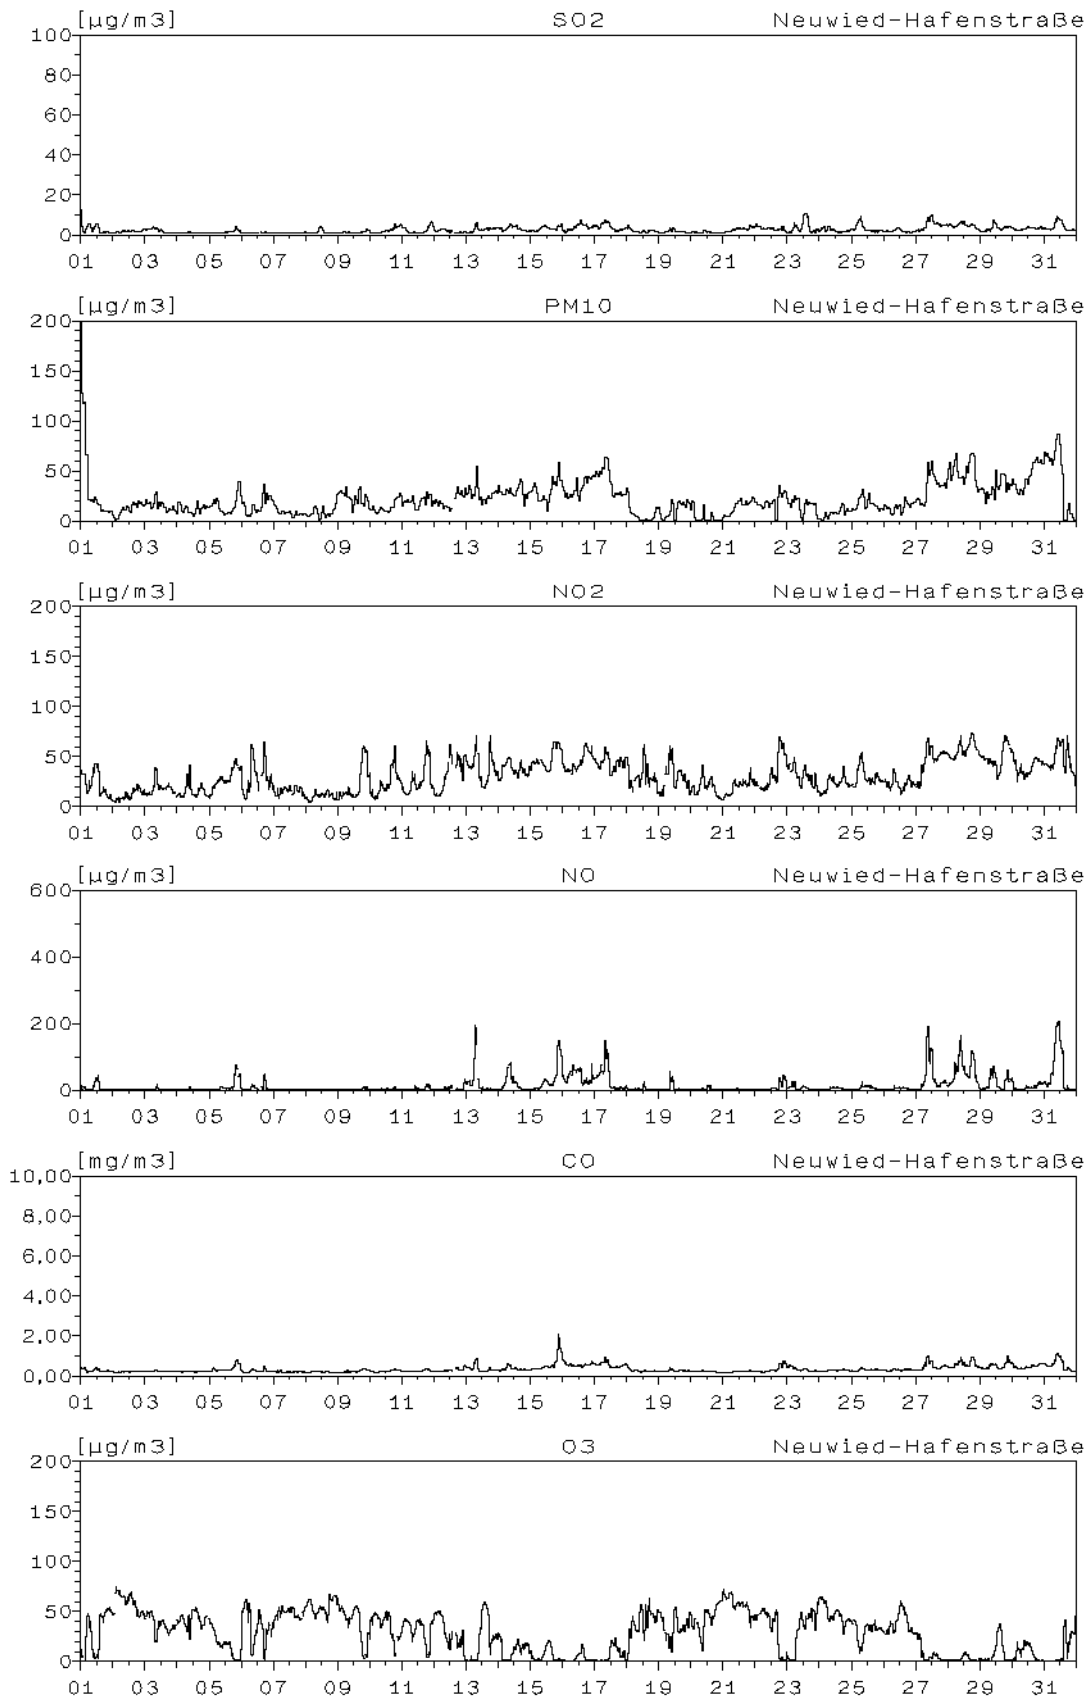 [µg/m3] SO2 Neuwied-Hafenstraße
100
80
60
40
20
0
01 03 05 07 09 11 13 15 17 19 21 23 25 27 29 31
[µg/m3] PM10 Neuwied-Hafenstraße
200
150
100
50
0
01 03 05 07 09 11 13 15 17 19 21 23 25 27 29 31
[µg/m3] NO2 Neuwied-Hafenstraße
200
150
100
50
0
01 03 05 07 09 11 13 15 17 19 21 23 25 27 29 31
[µg/m3] NO Neuwied-Hafenstraße
600
400
200
0
01 03 05 07 09 11 13 15 17 19 21 23 25 27 29 31
[mg/m3] CO Neuwied-Hafenstraße
10,00
8,00
6,00
4,00
2,00
0,00
01 03 05 07 09 11 13 15 17 19 21 23 25 27 29 31
[µg/m3] O3 Neuwied-Hafenstraße
200
150
100
50
0
01 03 05 07 09 11 13 15 17 19 21 23 25 27 29 31